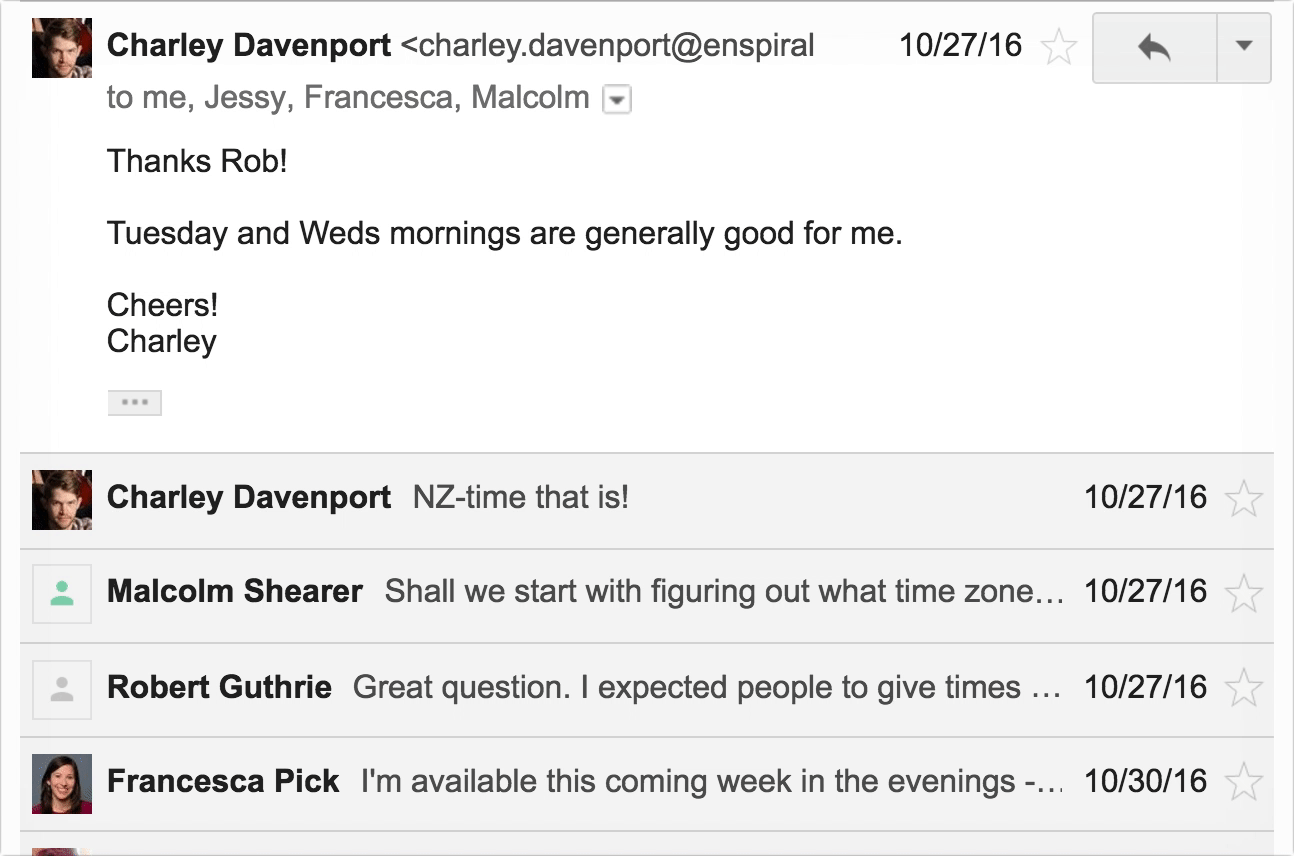 Charley Davenport <charley.davenport@enspiral 10/27/16
to me, Jessy, Francesca, Malcolm
Thanks Rob!
Tuesday and Weds mornings are generally good for me.
Cheers!
Charley
Charley Davenport NZ-time that is! 10/27/16
Malcolm Shearer Shall we start with figuring out what time zone… 10/27/16
Robert Guthrie Great question. I expected people to give times … 10/27/16
Francesca Pick I'm available this coming week in the evenings -… 10/30/16